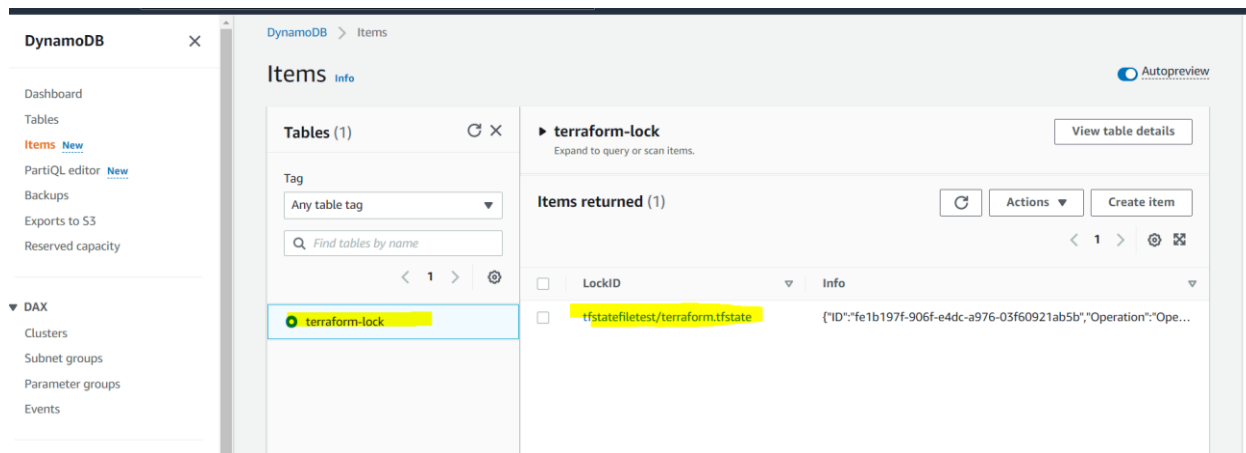 DynamoDB
Dashboard
Tables
Items New
PartiQL editor New
Backups
Exports to S3
Reserved capacity
DAX
Clusters
Subnet groups
Parameter groups
Events
DynamoDB > Items
Items Info
Autopreview
Tables (1)
Tag
Any table tag
Find tables by name
1
terraform-lock
terraform-lock
Expand to query or scan items.
View table details
Items returned (1)
Actions
Create item
1
LockID Info
tfstatefiletest/terraform.tfstate {"ID":"fe1b197f-906f-e4dc-a976-03f60921ab5b","Operation":"Ope...